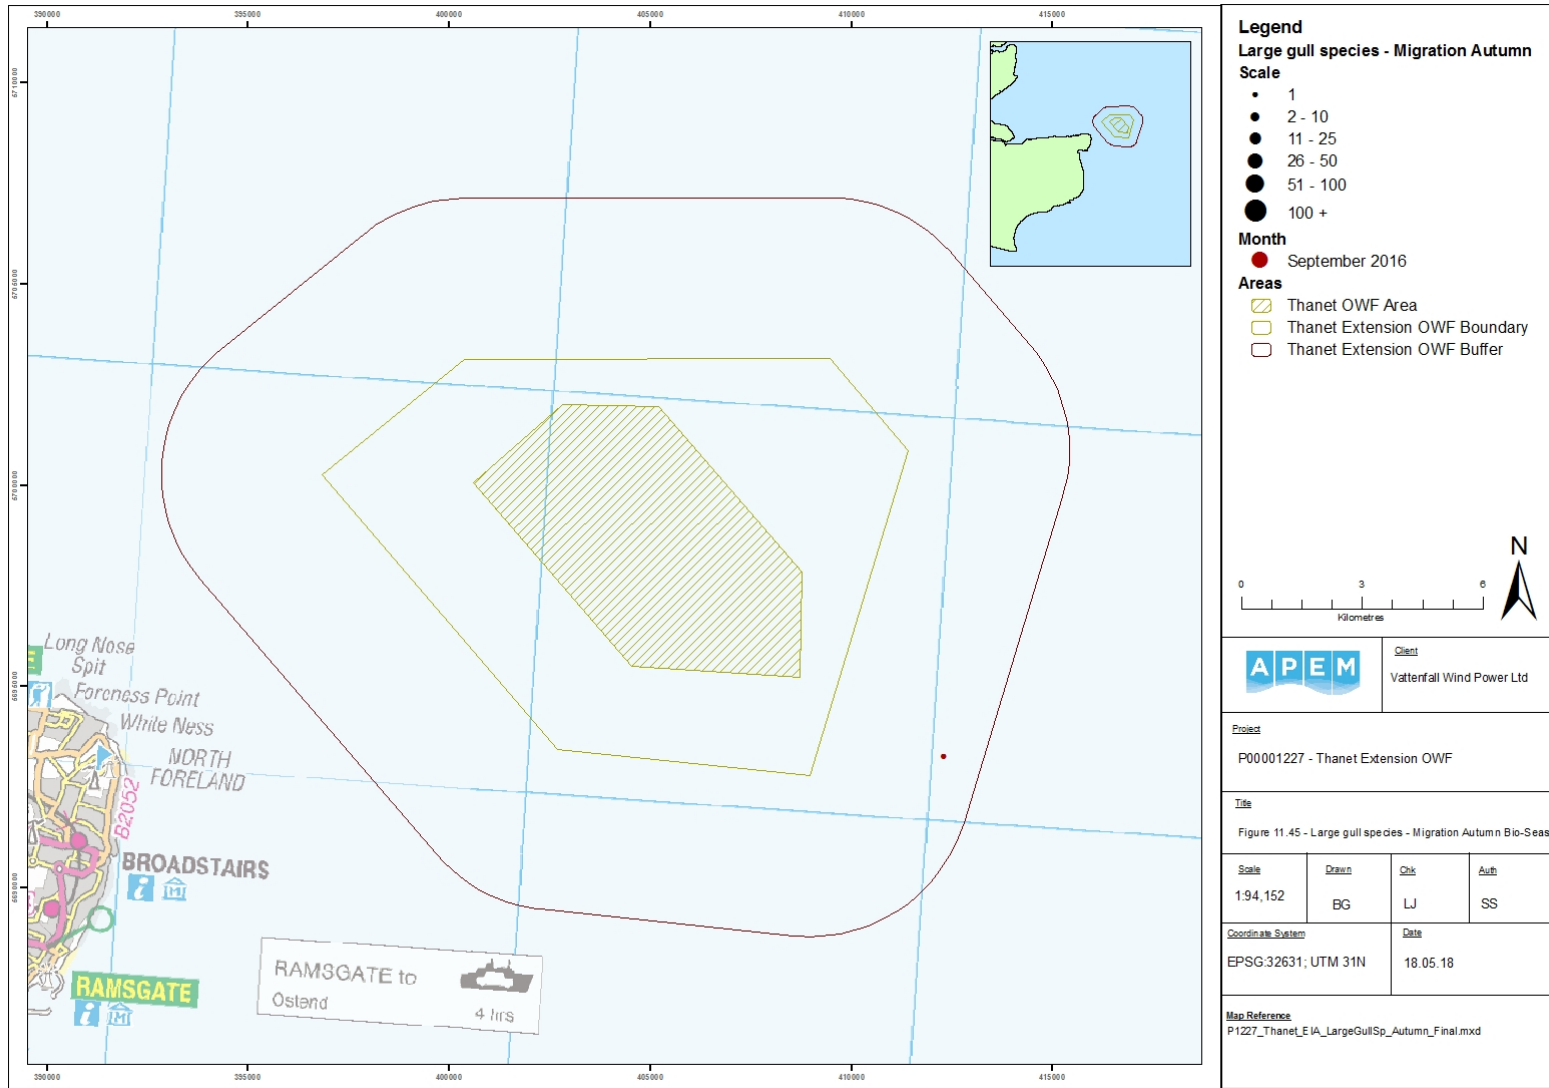 390000 395000 400000 405000 410000 415000
Legend
Large gull species - Migration Autumn
Scale
1
2 - 10
11 - 25
26 - 50
51 - 100
100 +
Month
September 2016
Areas
Thanet OWF Area
Thanet Extension OWF Boundary
Thanet Extension OWF Buffer
N
0 3 6
Kilometres
APEM
Client
Vattenfall Wind Power Ltd
Project
P00001227 - Thanet Extension OWF
Title
Figure 11.45 - Large gull species - Migration Autumn Bio-Seas
Scale
1:94,152
Drawn
BG
Chk
LJ
Auth
SS
Coordinate System
EPSG:32631; UTM 31N
Date
18.05.18
Map Reference
P1227_Thanet_EIA_LargeGullSp_Autumn_Final.mxd
Long Nose
Spit
Foreness Point
White Ness
NORTH
FORELAND
B2052
BROADSTAIRS
RAMSGATE
RAMSGATE to
Ostend
4 hrs
390000 395000 400000 405000 410000 415000